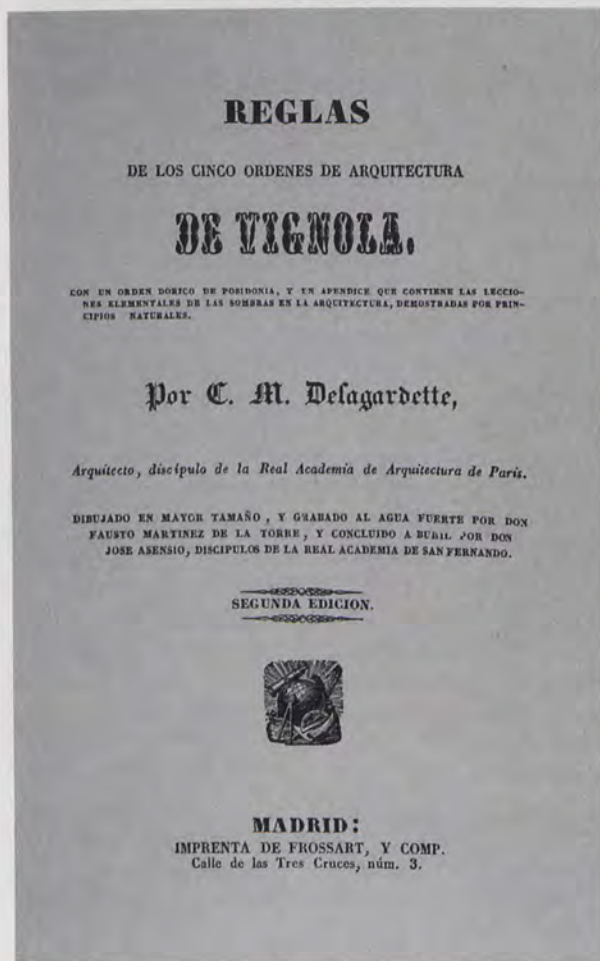 REGLAS
DE LOS CINCO ORDENES DE ARQUITECTURA
DE VIGNOLA,
CON UN ORDEN DORICO DE POSIDONIA, Y UN APENDICE QUE CONTIENE LAS LECCIO-
NES ELEMENTALES DE LAS SOMBRAS EN LA ARQUITECTURA, DEMOSTRADAS POR PRIN-
CIPIOS NATURALES.
Por C. M. Delagardette,
Arquitecto, discípulo de la Real Academia de Arquitectura de Paris.
DIBUJADO EN MAYOR TAMAÑO, Y GRABADO AL AGUA FUERTE POR DON
FAUSTO MARTINEZ DE LA TORRE, Y CONCLUIDO A BURIL POR DON
JOSE ASENSIO, DISCIPULOS DE LA REAL ACADEMIA DE SAN FERNANDO.
SEGUNDA EDICION.
MADRID:
IMPRENTA DE FROSSART, Y COMP.
Calle de las Tres Cruces, núm. 3.